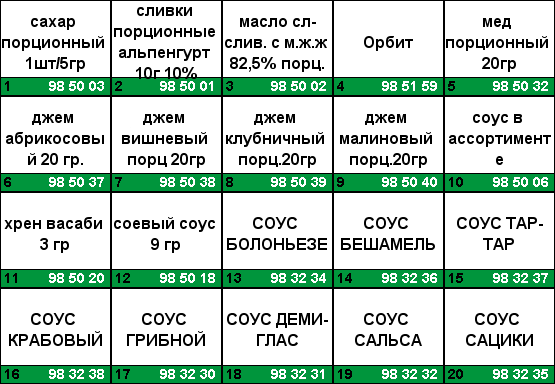 сахар
порционный
1шт/5гр
1 98 50 03
сливки
порционные
альпенгурт
10г 10%
2 98 50 01
масло сл-
слив. с м.ж.ж
82,5% порц.
3 98 50 02
Орбит
4 98 51 59
мед
порционный
20гр
5 98 50 32
джем
абрикосовы
й 20 гр.
6 98 50 37
джем
вишневый
порц 20гр
7 98 50 38
джем
клубничный
порц.20гр
8 98 50 39
джем
малиновый
порц.20гр
9 98 50 40
соус в
ассортимент
е
10 98 50 06
хрен васаби
3 гр
11 98 50 20
соевый соус
9 гр
12 98 50 18
СОУС
БОЛОНЬЕЗЕ
13 98 32 34
СОУС
БЕШАМЕЛЬ
14 98 32 36
СОУС ТАР-
ТАР
15 98 32 37
СОУС
КРАБОВЫЙ
16 98 32 38
СОУС
ГРИБНОЙ
17 98 32 30
СОУС ДЕМИ-
ГЛАС
18 98 32 31
СОУС
САЛЬСА
19 98 32 32
СОУС
САЦИКИ
20 98 32 35